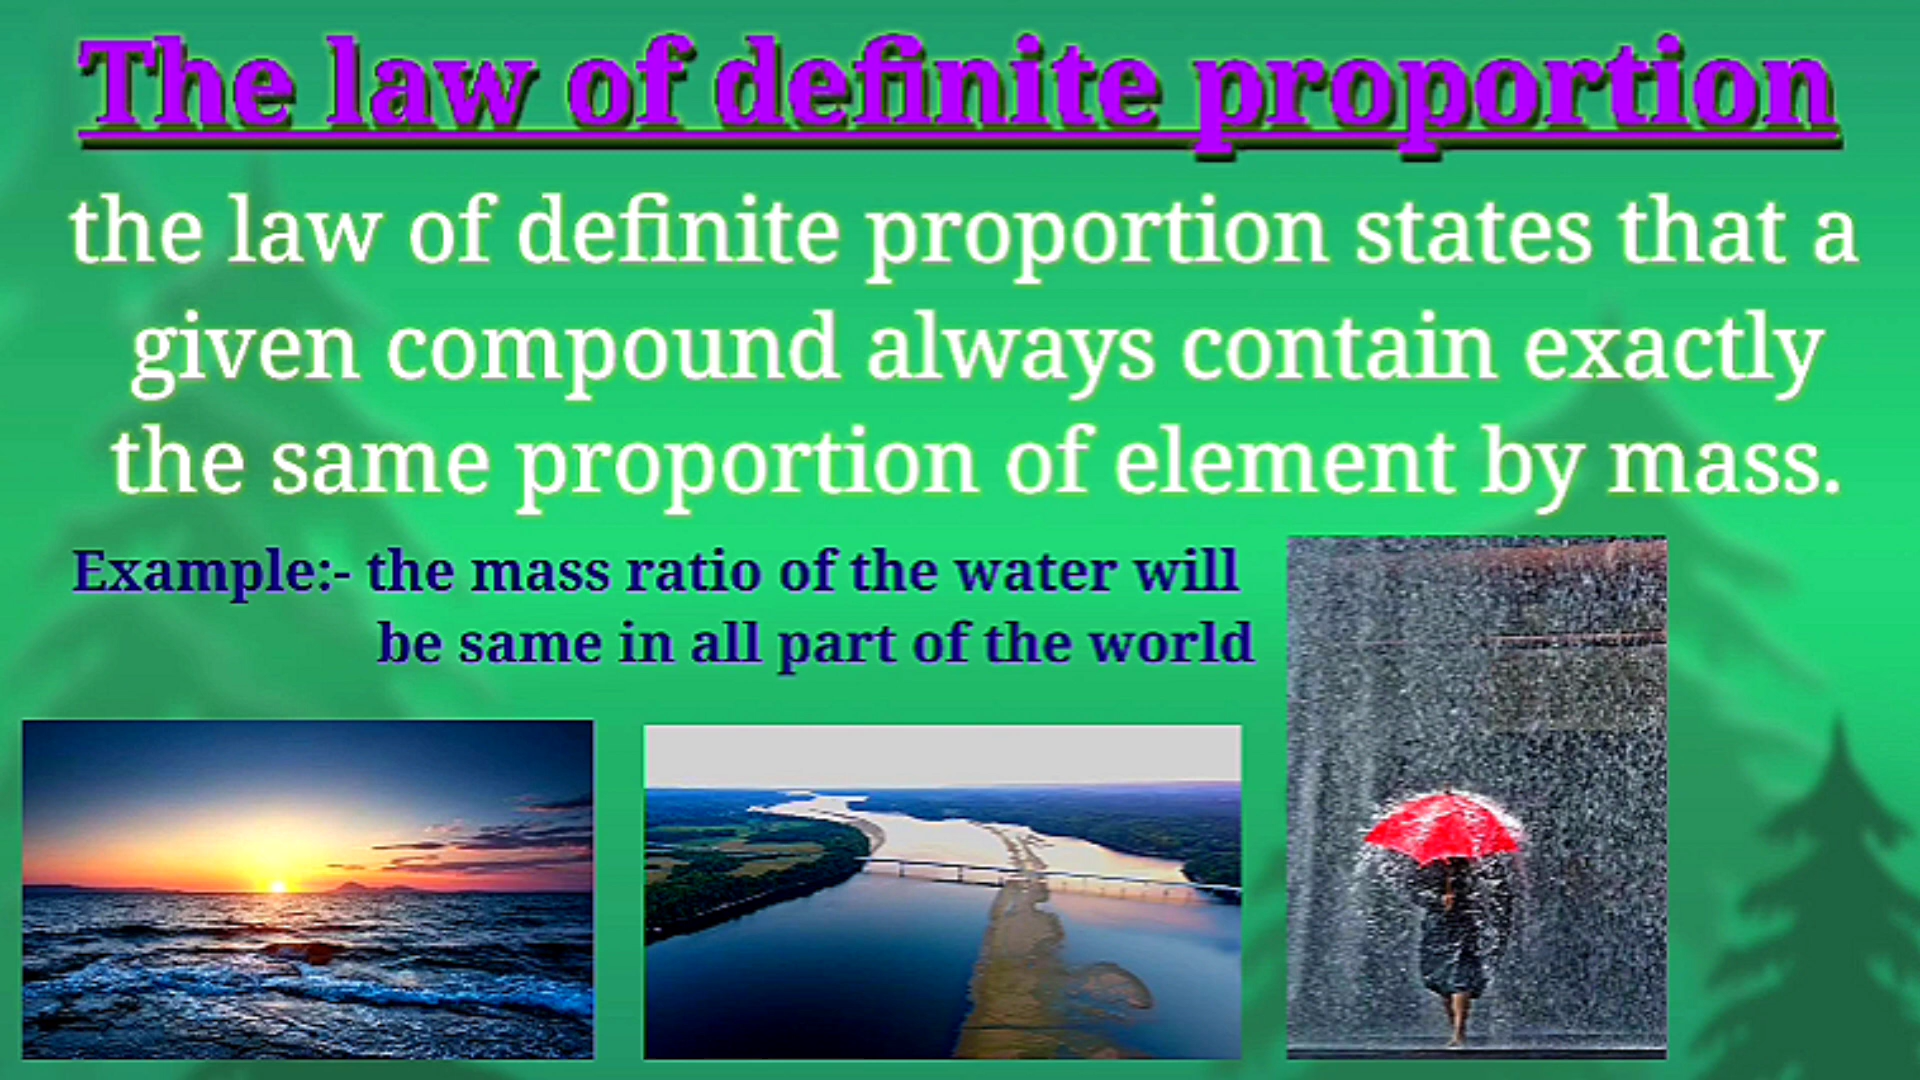 The law of definite proportion
the law of definite proportion states that a
given compound always contain exactly
the same proportion of element by mass.
Example:- the mass ratio of the water will
be same in all part of the world